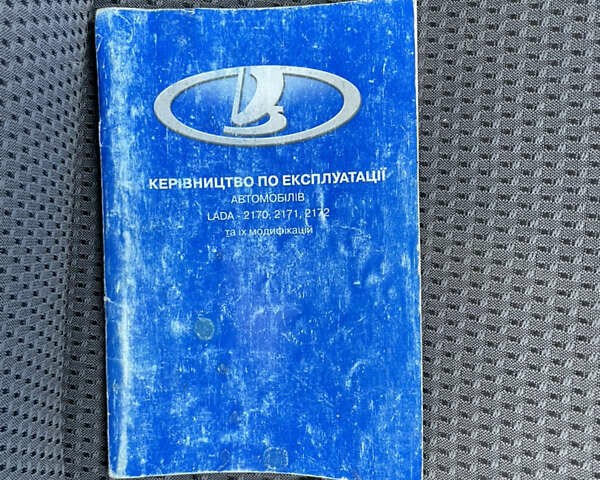 КЕРІВНИЦТВО ПО ЕКСПЛУАТАЦІЇ
АВТОМОБІЛІВ
LADA - 2170, 2171, 2172
та їх модифікацій